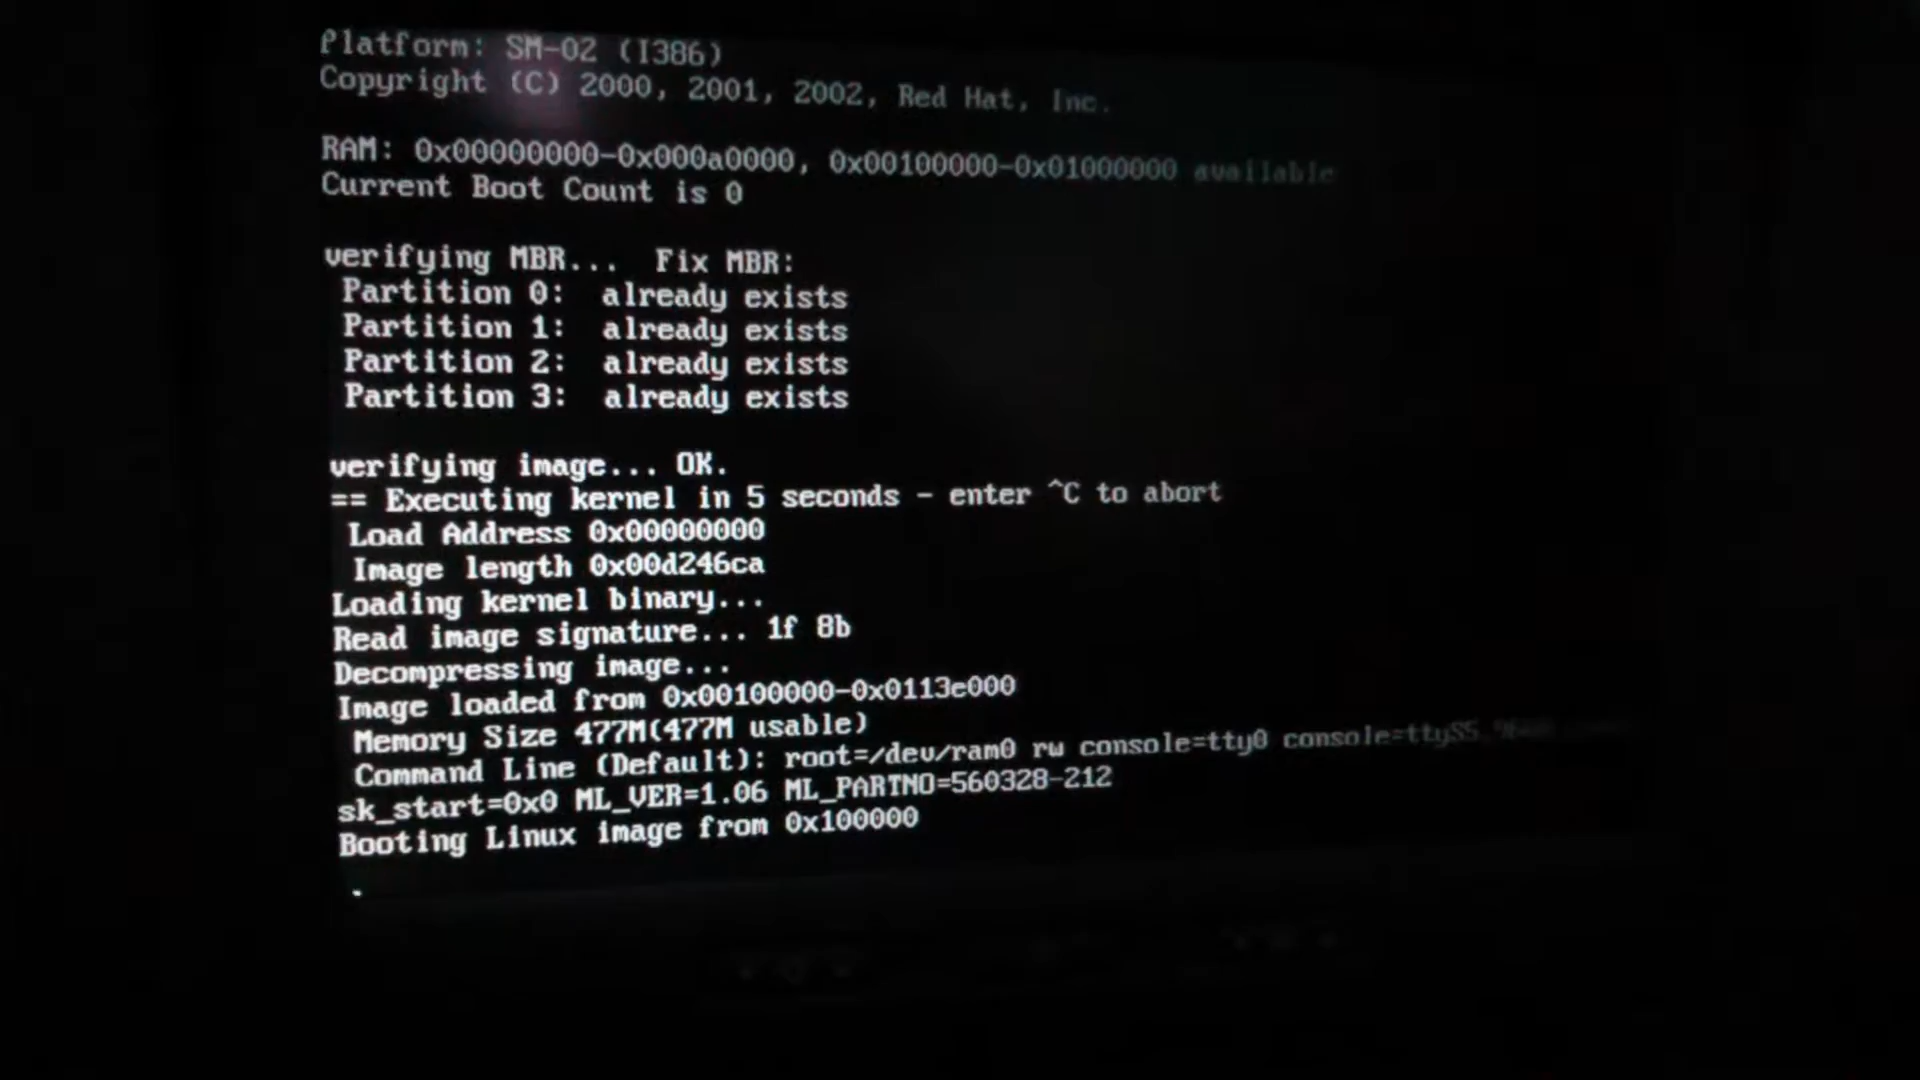 Platform: SM-02 (I386)
Copyright (C) 2000, 2001, 2002, Red Hat, Inc.
RAM: 0x00000000-0x000a0000, 0x00100000-0x01000000 available
Current Boot Count is 0
verifying MBR...  Fix MBR:
Partition 0:  already exists
Partition 1:  already exists
Partition 2:  already exists
Partition 3:  already exists
verifying image... OK.
== Executing kernel in 5 seconds - enter ^C to abort
Load Address 0x00000000
Image length 0x00d246ca
Loading kernel binary...
Read image signature... 1f 8b
Decompressing image...
Image loaded from 0x00100000-0x0113e000
Memory Size 477M(477M usable)
Command Line (Default): root=/dev/ram0 rw console=tty0 console=ttyS5
sk_start=0x0 ML_VER=1.06 ML_PARTNO=560328-212
Booting Linux image from 0x100000